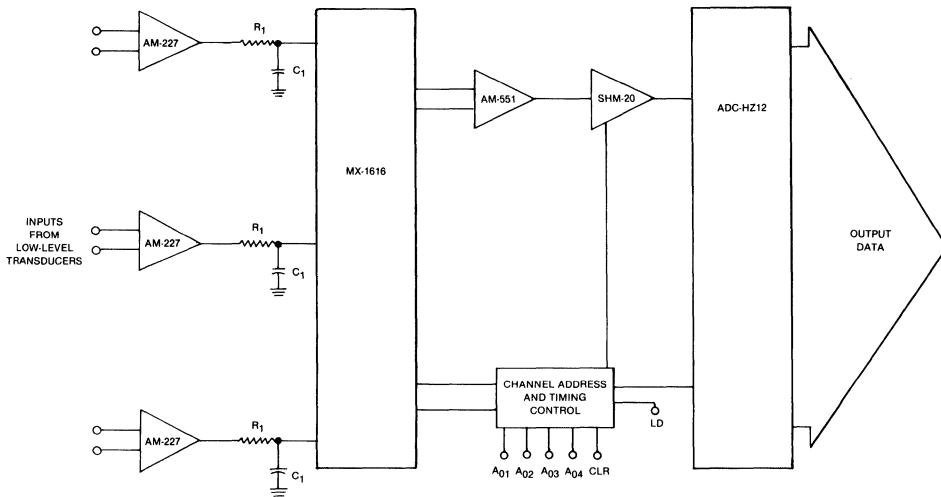 AM-227
R1
C1
MX-1616
AM-551
SHM-20
ADC-HZ12
INPUTS
FROM
LOW-LEVEL
TRANSDUCERS
AM-227
R1
C1
OUTPUT
DATA
CHANNEL ADDRESS
AND TIMING
CONTROL
LD
AM-227
R1
C1
A01 A02 A03 A04 CLR